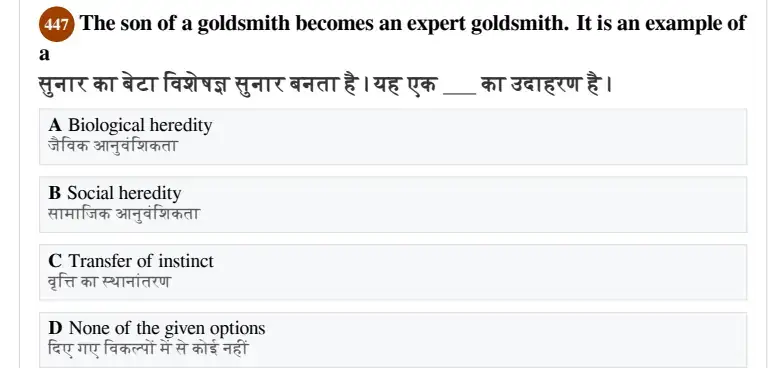 447 The son of a goldsmith becomes an expert goldsmith. It is an example of
a
सुनार का बेटा विशेषज्ञ सुनार बनता है। यह एक ___ का उदाहरण है।
A Biological heredity
जैविक आनुवंशिकता
B Social heredity
सामाजिक आनुवंशिकता
C Transfer of instinct
वृत्ति का स्थानांतरण
D None of the given options
दिए गए विकल्पों में से कोई नहीं